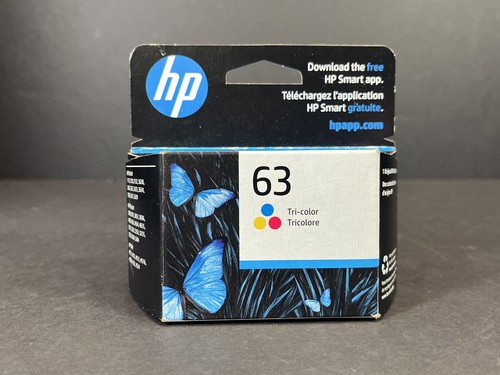 hp
Download the free
HP Smart app.
Téléchargez l'application
HP Smart gratuite.
hpapp.com
63
Tri-color
Tricolore